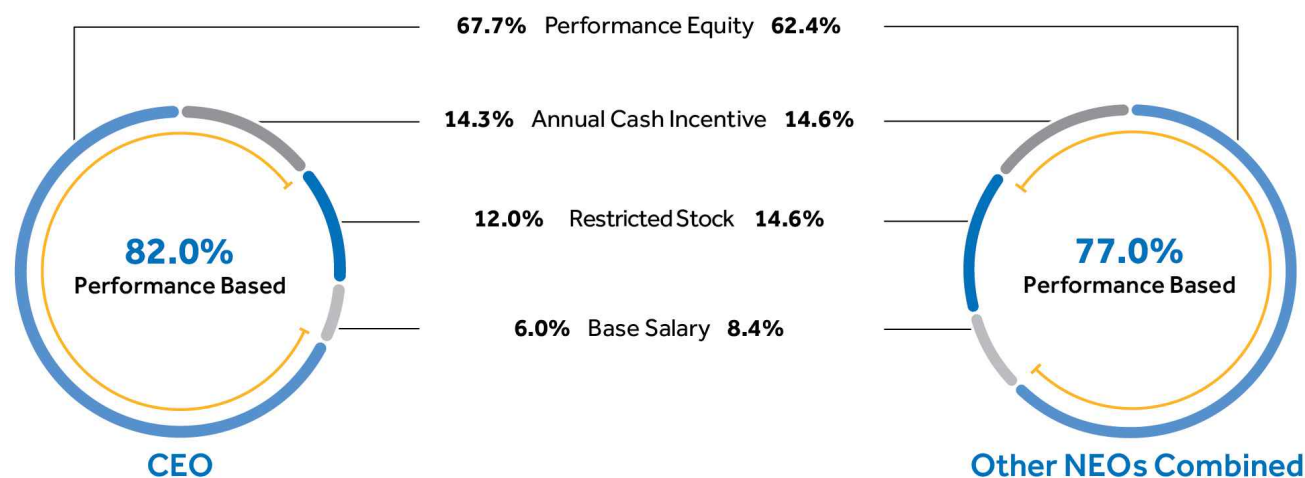 67.7% Performance Equity 62.4%
14.3% Annual Cash Incentive 14.6%
12.0% Restricted Stock 14.6%
82.0%
Performance Based
77.0%
Performance Based
6.0% Base Salary 8.4%
CEO
Other NEOs Combined